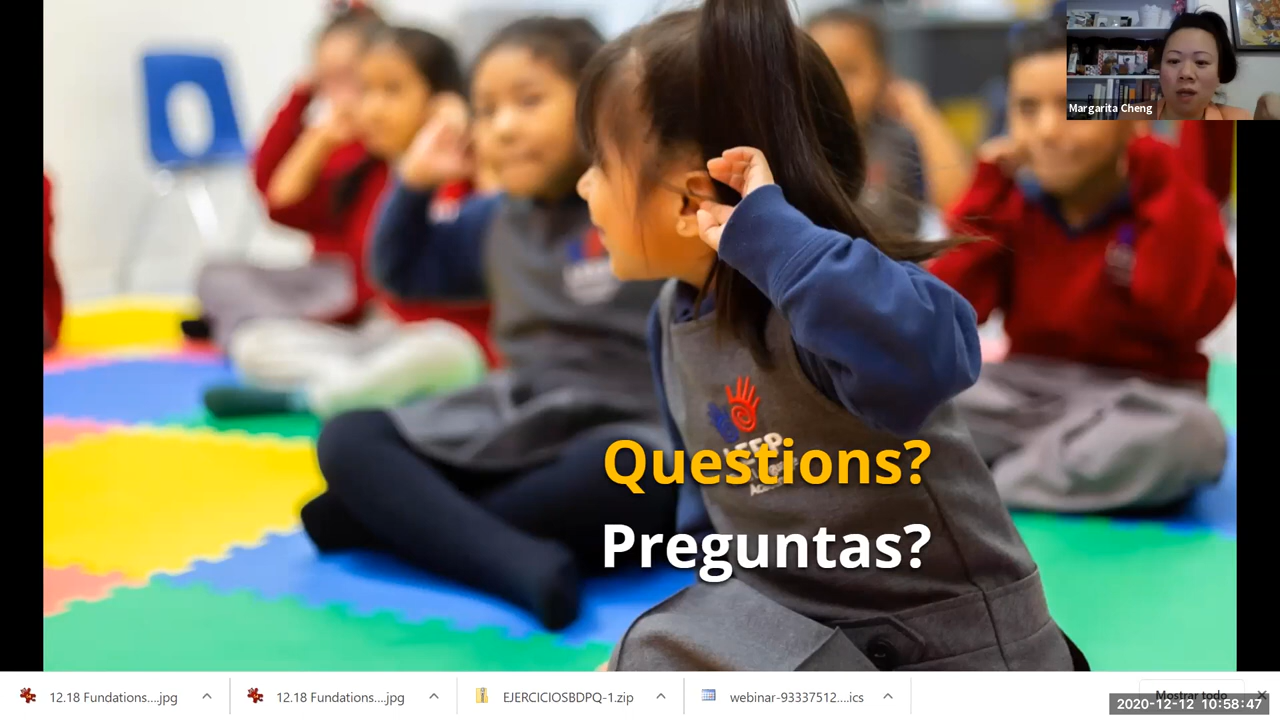 Margarita Cheng
LEEP
Questions?
Preguntas?
12.18 Fundations....jpg
12.18 Fundations....jpg
EJERCICIOSBDPQ-1.zip
webinar-93337512....ics
Mostrar todo
2020-12-12 10:58:47